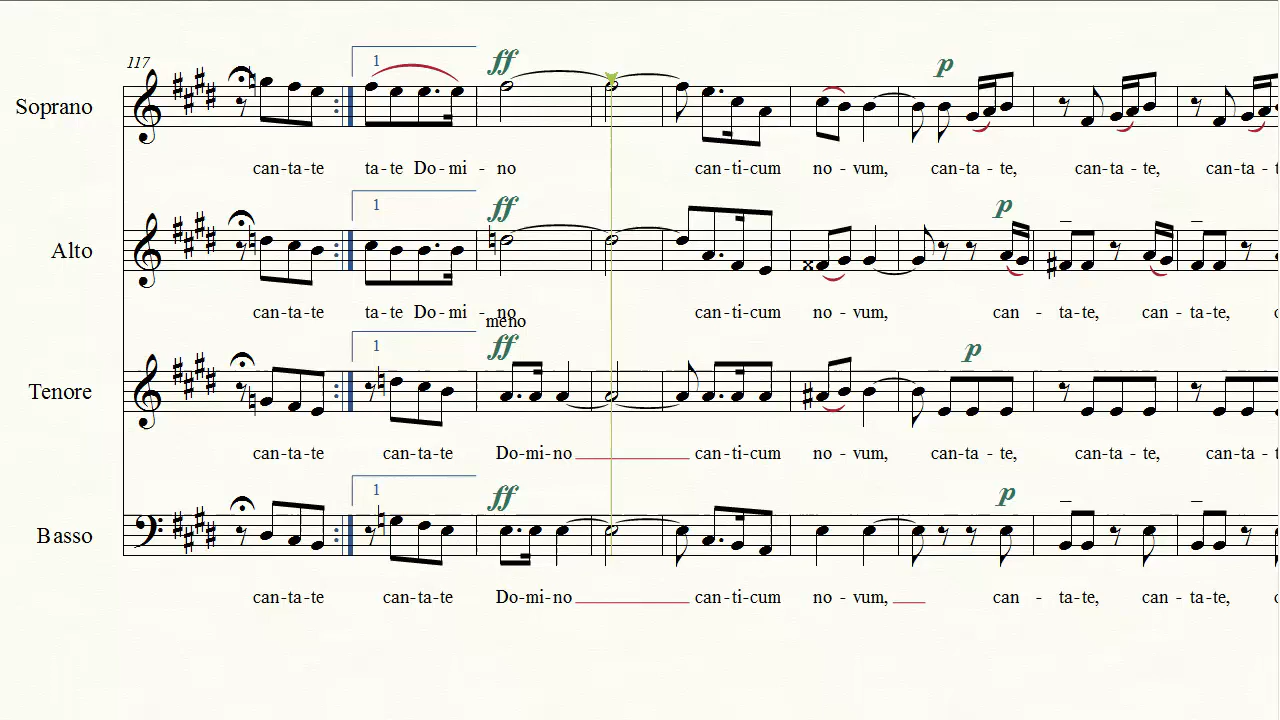 117
1
ff
p
Soprano
can-ta-te ta-te Do-mi - no can-ti-cum no - vum, can-ta - te, can-ta - te, can-ta - t
1
ff
p
Alto
can-ta-te ta-te Do-mi - no can-ti-cum no - vum, can - ta-te, can - ta-te, c
meno
1
ff
p
Tenore
can-ta-te can-ta-te Do-mi-no can-ti-cum no - vum, can-ta - te, can-ta - te, can-ta - t
1
ff
p
Basso
can-ta-te can-ta-te Do-mi-no can-ti-cum no - vum, can - ta-te, can - ta-te, c